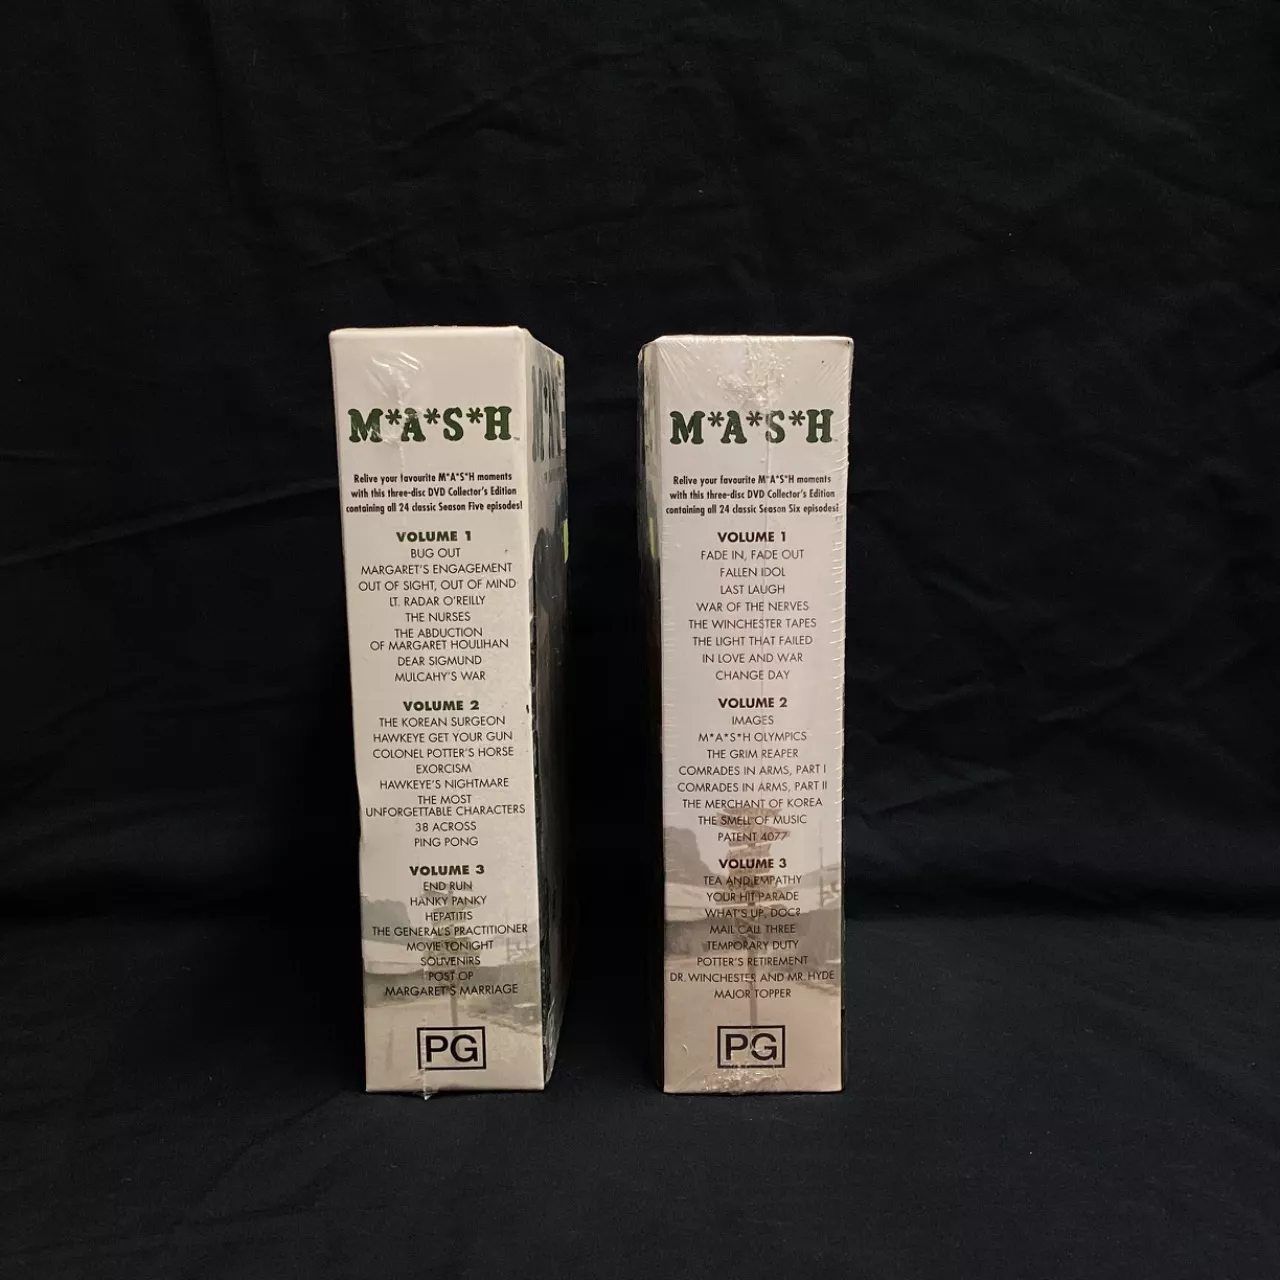 M*A*S*H
Relive your favourite M*A*S*H moments
with this three-disc DVD Collector's Edition
containing all 24 classic Season Five episodes!
VOLUME 1
BUG OUT
MARGARET'S ENGAGEMENT
OUT OF SIGHT, OUT OF MIND
LT. RADAR O'REILLY
THE NURSES
THE ABDUCTION
OF MARGARET HOULIHAN
DEAR SIGMUND
MULCAHY'S WAR
VOLUME 2
THE KOREAN SURGEON
HAWKEYE GET YOUR GUN
COLONEL POTTER'S HORSE
EXORCISM
HAWKEYE'S NIGHTMARE
THE MOST
UNFORGETTABLE CHARACTERS
38 ACROSS
PING PONG
VOLUME 3
END RUN
HANKY PANKY
HEPATITIS
THE GENERAL'S PRACTITIONER
MOVIE TONIGHT
SOUVENIRS
POST OP
MARGARET'S MARRIAGE
PG
M*A*S*H
Relive your favourite M*A*S*H moments
with this three-disc DVD Collector's Edition
containing all 24 classic Season Six episodes!
VOLUME 1
FADE IN, FADE OUT
FALLEN IDOL
LAST LAUGH
WAR OF THE NERVES
THE WINCHESTER TAPES
THE LIGHT THAT FAILED
IN LOVE AND WAR
CHANGE DAY
VOLUME 2
IMAGES
M*A*S*H OLYMPICS
THE GRIM REAPER
COMRADES IN ARMS, PART I
COMRADES IN ARMS, PART II
THE MERCHANT OF KOREA
THE SMELL OF MUSIC
PATENT 4077
VOLUME 3
TEA AND EMPATHY
YOUR HIT PARADE
WHAT'S UP, DOC?
MAIL CALL THREE
TEMPORARY DUTY
POTTER'S RETIREMENT
DR. WINCHESTER AND MR. HYDE
MAJOR TOPPER
PG